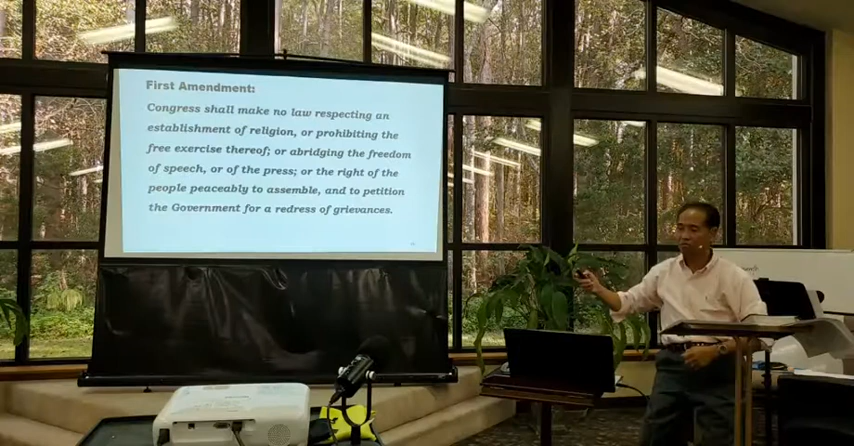 First Amendment:
Congress shall make no law respecting an
establishment of religion, or prohibiting the
free exercise thereof; or abridging the freedom
of speech, or of the press; or the right of the
people peaceably to assemble, and to petition
the Government for a redress of grievances.